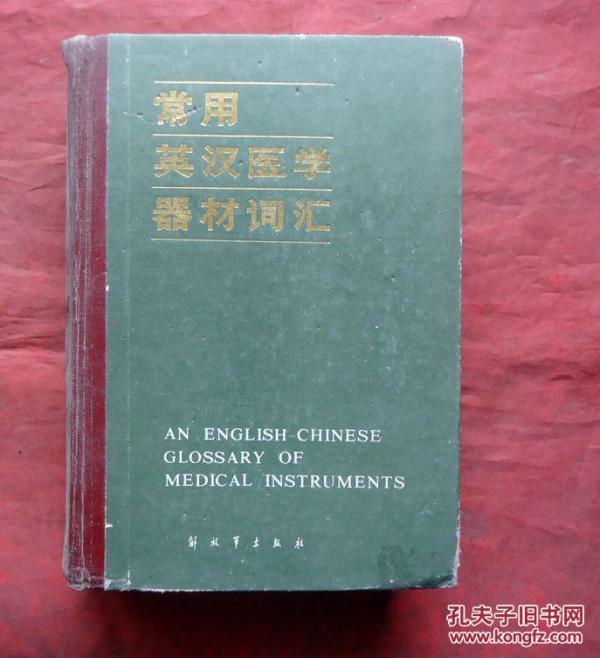 常用
英汉医学
器材词汇
AN ENGLISH-CHINESE
GLOSSARY OF
MEDICAL INSTRUMENTS
解放军出版社
孔夫子旧书网
www.kongfz.com